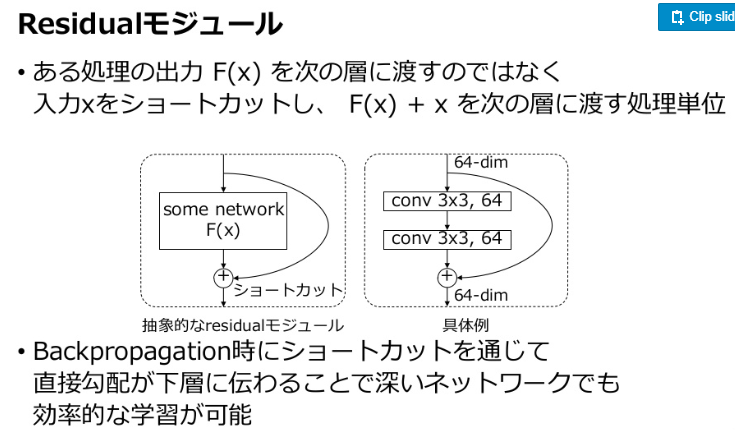 Residualモジュール
Clip slid
• ある処理の出力 F(x) を次の層に渡すのではなく
入力xをショートカットし、 F(x) + x を次の層に渡す処理単位
64-dim
some network
F(x)
conv 3x3, 64
conv 3x3, 64
+
+
ショートカット
64-dim
抽象的なresidualモジュール
具体例
• Backpropagation時にショートカットを通じて
直接勾配が下層に伝わることで深いネットワークでも
効率的な学習が可能